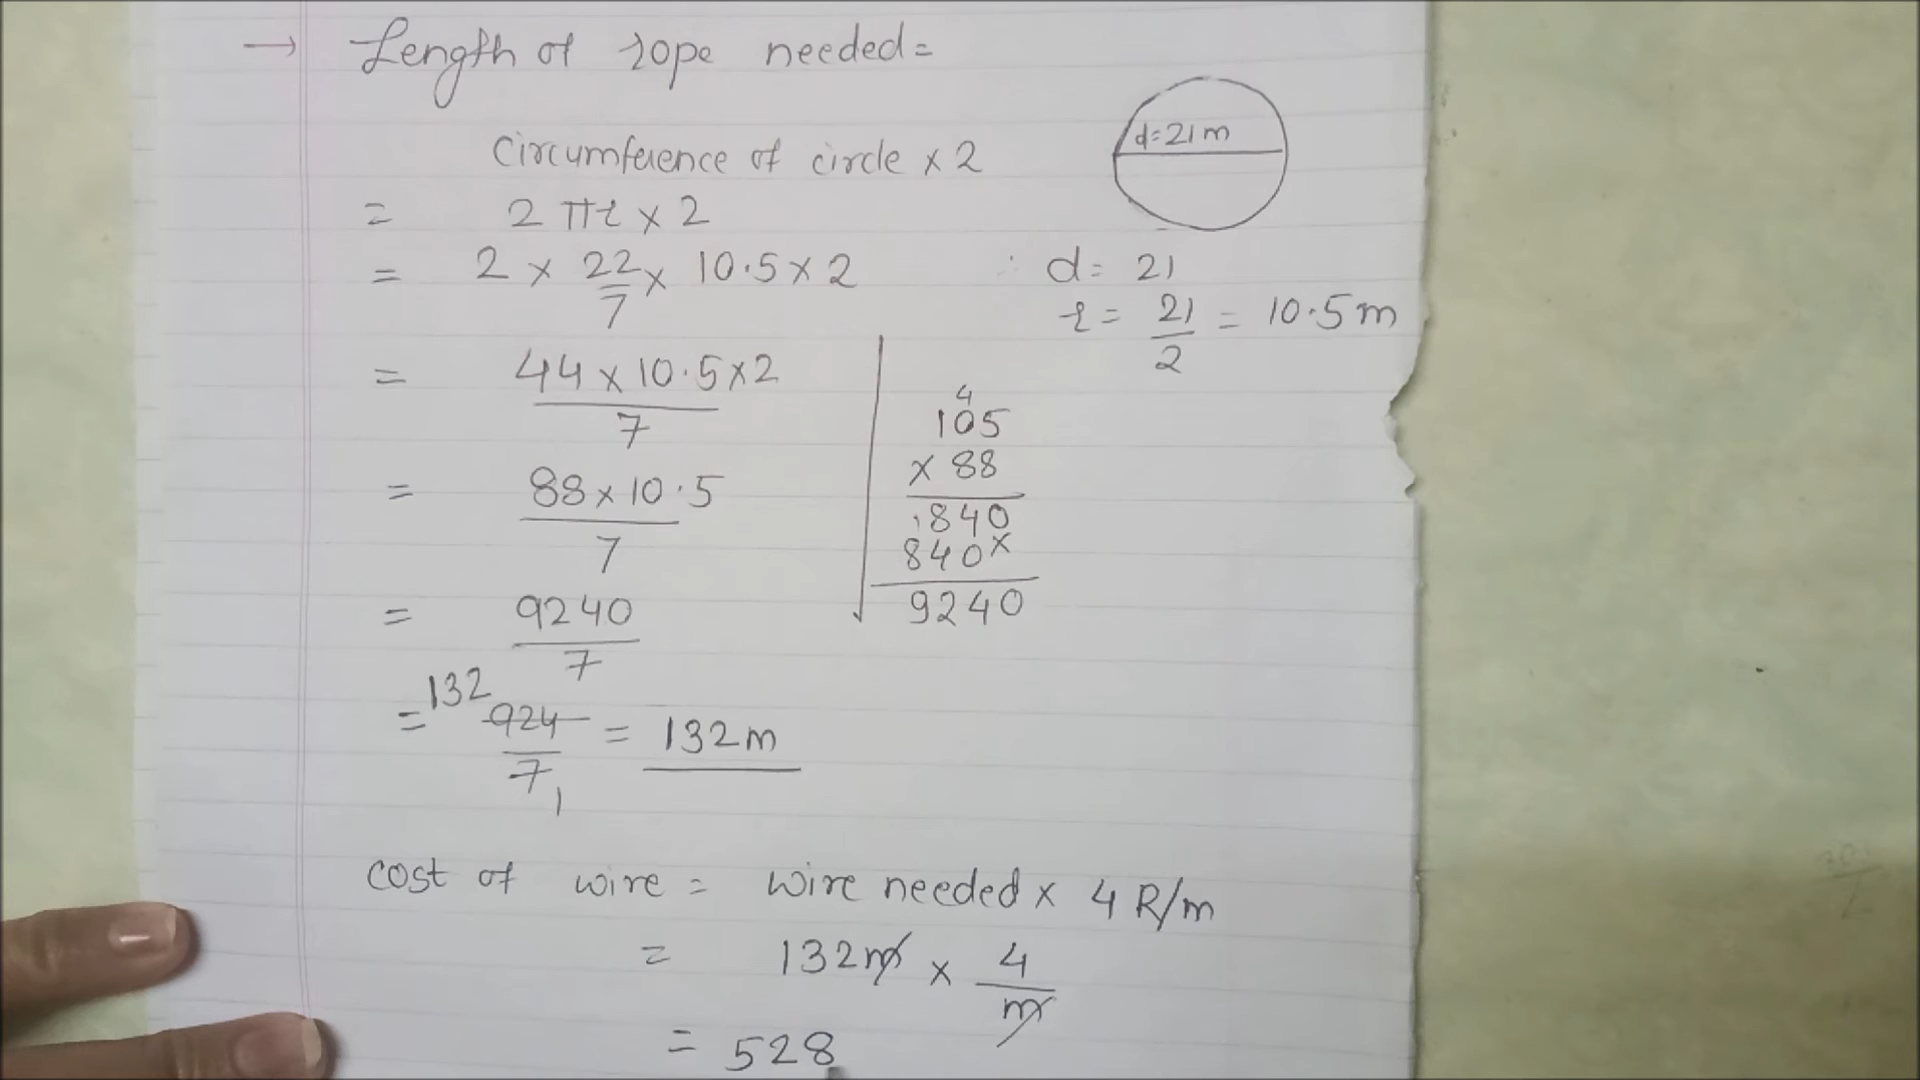 → Length of rope needed=
d=21m
Circumference of circle × 2
= 2πr × 2
= 2 × 22/7 × 10.5 × 2
d= 21
r = 21/2 = 10.5m
= 44 × 10.5 × 2 / 7
4
105
× 88
= 88 × 10.5 / 7
840
840×
9240
= 9240 / 7
= 132 924/7 1 = 132m
cost of wire = wire needed × 4 R/m
= 132m × 4/m
= 528